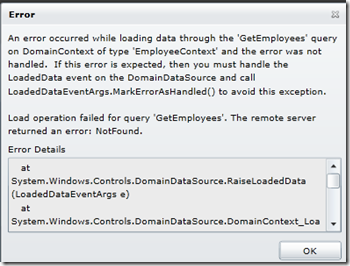 Error
An error occurred while loading data through the 'GetEmployees' query
on DomainContext of type 'EmployeeContext' and the error was not
handled.  If this error is expected, then you must handle the
LoadedData event on the DomainDataSource and call
LoadedDataEventArgs.MarkErrorAsHandled() to avoid this exception.
Load operation failed for query 'GetEmployees'. The remote server
returned an error: NotFound.
Error Details
at
System.Windows.Controls.DomainDataSource.RaiseLoadedData
(LoadedDataEventArgs e)
at
System.Windows.Controls.DomainDataSource.DomainContext_Loa
OK